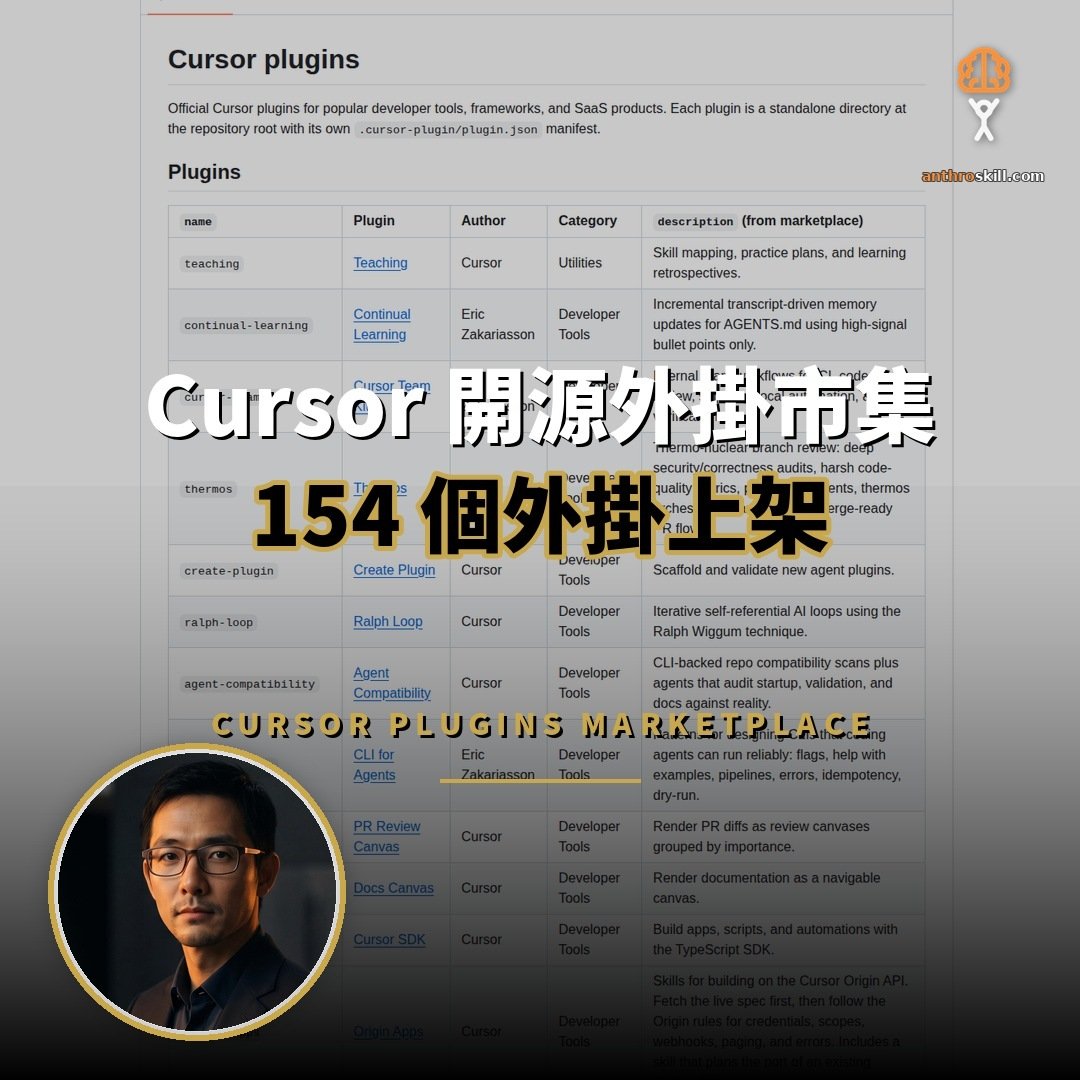 Cursor plugins
Official Cursor plugins for popular developer tools, frameworks, and SaaS products. Each plugin is a standalone directory at
the repository root with its own .cursor-plugin/plugin.json manifest.
anthroskill.com
Plugins
name Plugin Author Category description (from marketplace)
teaching Teaching Cursor Utilities Skill mapping, practice plans, and learning
retrospectives.
continual-learning Continual Learning Eric Zakariasson Developer Tools Incremental transcript-driven memory
updates for AGENTS.md using high-signal
bullet points only.
Cursor Team
Cursor 開源外掛市集
thermos
Thermo-nuclear branch review: deep
security/correctness audits, harsh code-
154 個外掛上架
create-plugin Create Plugin Cursor Developer Tools Scaffold and validate new agent plugins.
ralph-loop Ralph Loop Cursor Developer Tools Iterative self-referential AI loops using the
Ralph Wiggum technique.
agent-compatibility Agent Compatibility Cursor Developer Tools CLI-backed repo compatibility scans plus
agents that audit startup, validation, and
docs against reality.
CURSOR PLUGINS MARKETPLACE
CLI for Agents Eric Zakariasson Developer Tools
agents can run reliably: flags, help with
examples, pipelines, errors, idempotency,
dry-run.
PR Review Canvas Cursor Developer Tools Render PR diffs as review canvases
grouped by importance.
Docs Canvas Cursor Developer Tools Render documentation as a navigable
canvas.
Cursor SDK Cursor Developer Tools Build apps, scripts, and automations with
the TypeScript SDK.
Origin Apps Cursor Developer Tools Skills for building on the Cursor Origin API.
Fetch the live spec first, then follow the
Origin rules for credentials, scopes,
webhooks, paging, and errors. Includes a
skill that plans the port of an existing